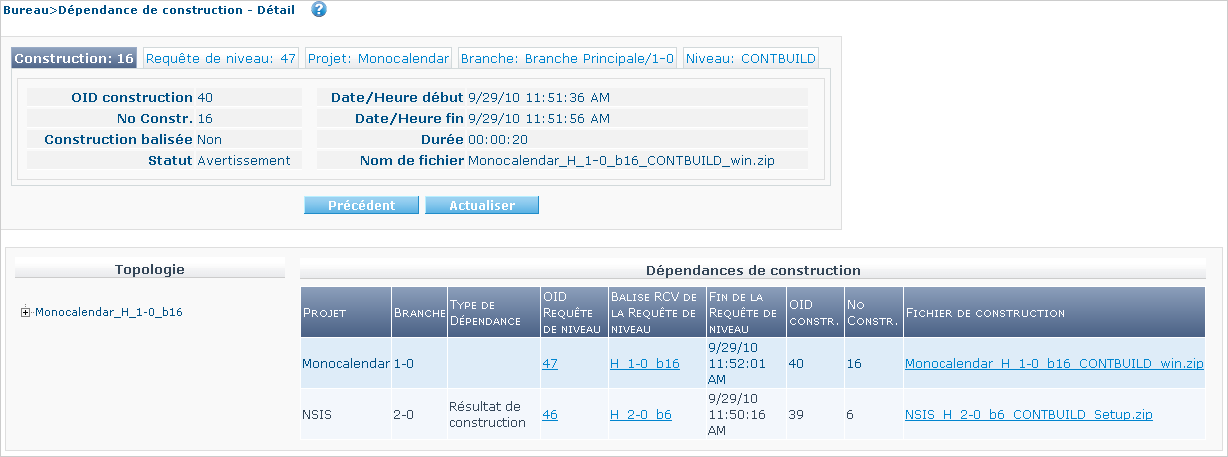 Bureau>Dépendance de construction - Détail ?
Construction: 16 Requête de niveau: 47 Projet: Monocalendar Branche: Branche Principale/1-0 Niveau: CONTBUILD
OID construction 40 Date/Heure début 9/29/10 11:51:36 AM
No Constr. 16 Date/Heure fin 9/29/10 11:51:56 AM
Construction balisée Non Durée 00:00:20
Statut Avertissement Nom de fichier Monocalendar_H_1-0_b16_CONTBUILD_win.zip
Précédent Actualiser
Topologie
Monocalendar_H_1-0_b16
Dépendances de construction
Projet Branche Type de Dépendance OID Requête de niveau Balise RCV de la Requête de niveau Fin de la Requête de niveau OID constr. No Constr. Fichier de construction
Monocalendar 1-0 47 H_1-0_b16 9/29/10 11:52:01 AM 40 16 Monocalendar_H_1-0_b16_CONTBUILD_win.zip
NSIS 2-0 Résultat de construction 46 H_2-0_b6 9/29/10 11:50:16 AM 39 6 NSIS_H_2-0_b6_CONTBUILD_Setup.zip